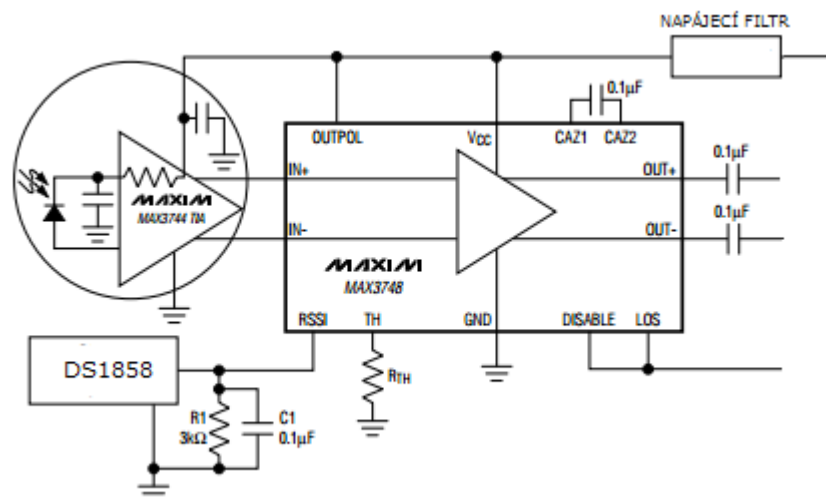 NAPÁJECÍ FILTR
0.1µF
OUTPOL
VCC
CAZ1
CAZ2
0.1µF
IN+
OUT+
MAXIM
MAX3744 TIA
0.1µF
IN-
OUT-
MAXIM
MAX3748
RSSI
TH
GND
DISABLE
LOS
DS1858
RTH
R1
3kΩ
C1
0.1µF